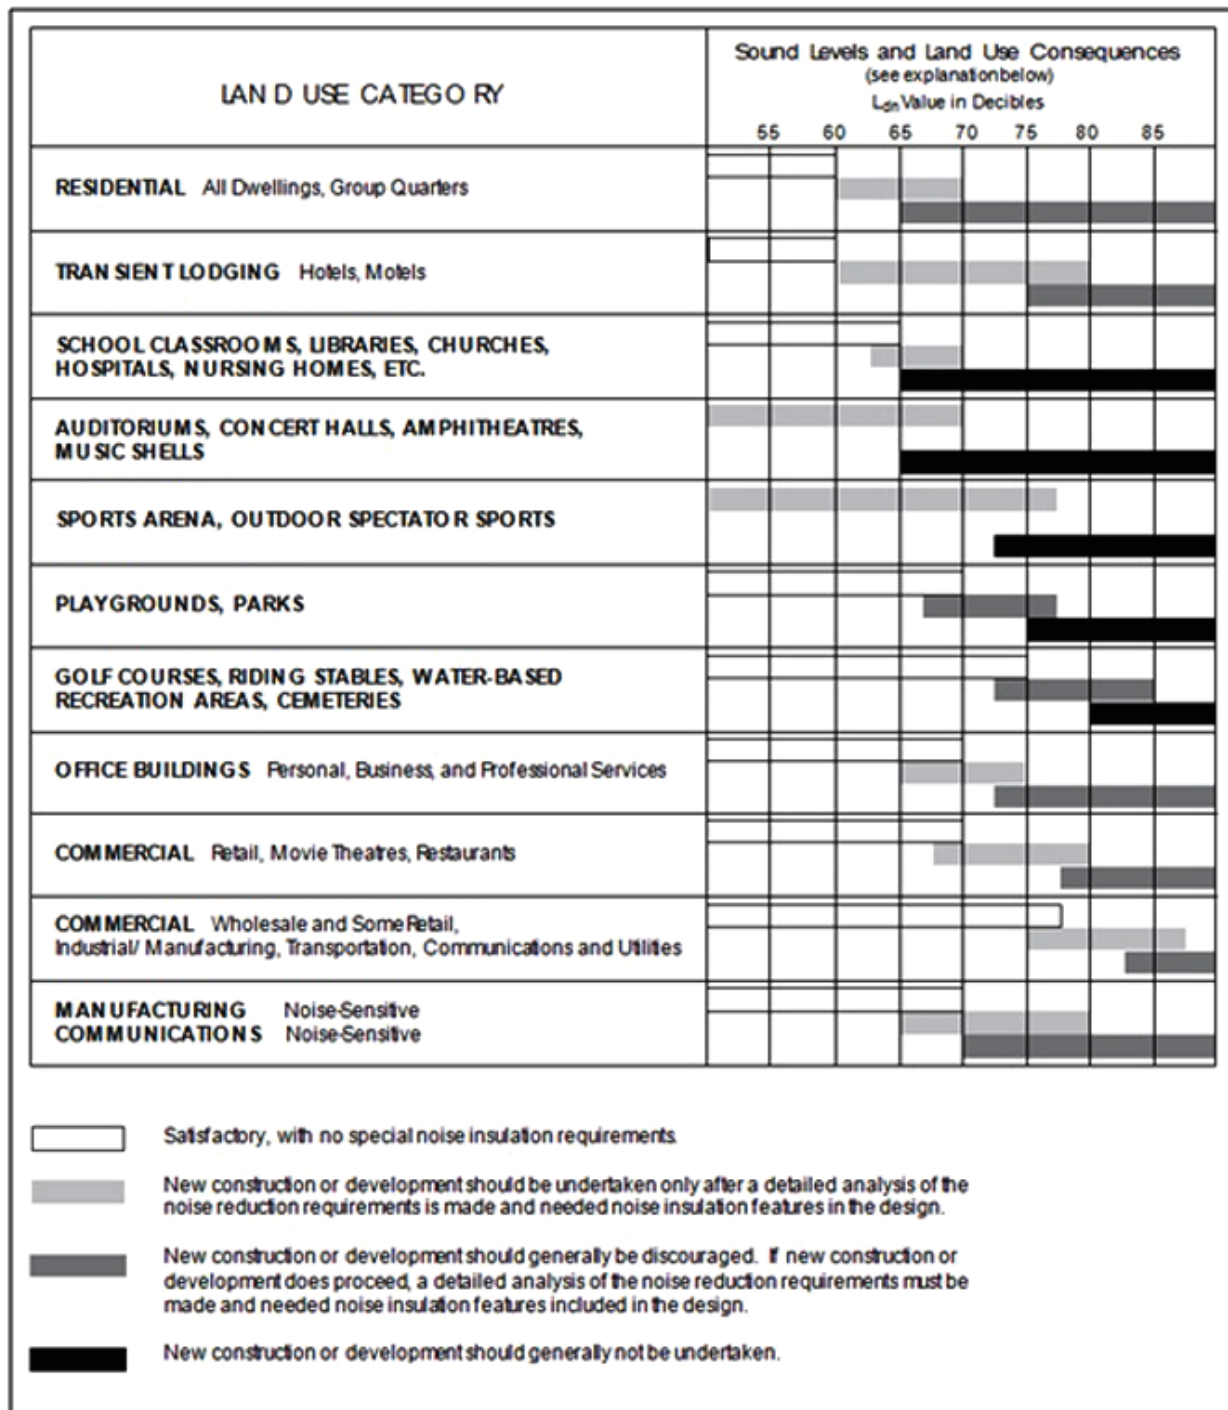 LAND USE CATEGORY
Sound Levels and Land Use Consequences
(see explanation below)
Ldn Value in Decibles
55 60 65 70 75 80 85
RESIDENTIAL All Dwellings, Group Quarters
TRANSIENT LODGING Hotels, Motels
SCHOOL CLASSROOMS, LIBRARIES, CHURCHES,
HOSPITALS, NURSING HOMES, ETC.
AUDITORIUMS, CONCERT HALLS, AMPHITHEATRES,
MUSIC SHELLS
SPORTS ARENA, OUTDOOR SPECTATOR SPORTS
PLAYGROUNDS, PARKS
GOLF COURSES, RIDING STABLES, WATER-BASED
RECREATION AREAS, CEMETERIES
OFFICE BUILDINGS Personal, Business, and Professional Services
COMMERCIAL Retail, Movie Theatres, Restaurants
COMMERCIAL Wholesale and Some Retail,
Industrial/ Manufacturing, Transportation, Communications and Utilities
MANUFACTURING Noise-Sensitive
COMMUNICATIONS Noise-Sensitive
Satisfactory, with no special noise insulation requirements.
New construction or development should be undertaken only after a detailed analysis of the
noise reduction requirements is made and needed noise insulation features in the design.
New construction or development should generally be discouraged. If new construction or
development does proceed, a detailed analysis of the noise reduction requirements must be
made and needed noise insulation features included in the design.
New construction or development should generally not be undertaken.